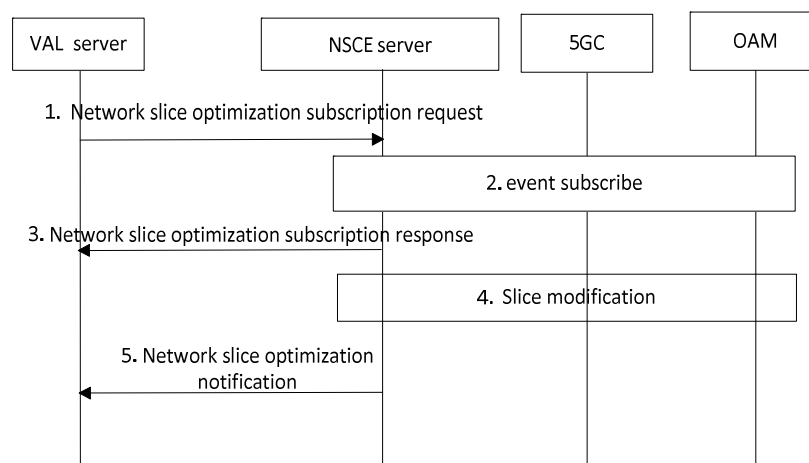 VAL server
NSCE server
5GC
OAM
1. Network slice optimization subscription request
2. event subscribe
3. Network slice optimization subscription response
4. Slice modification
5. Network slice optimization
notification